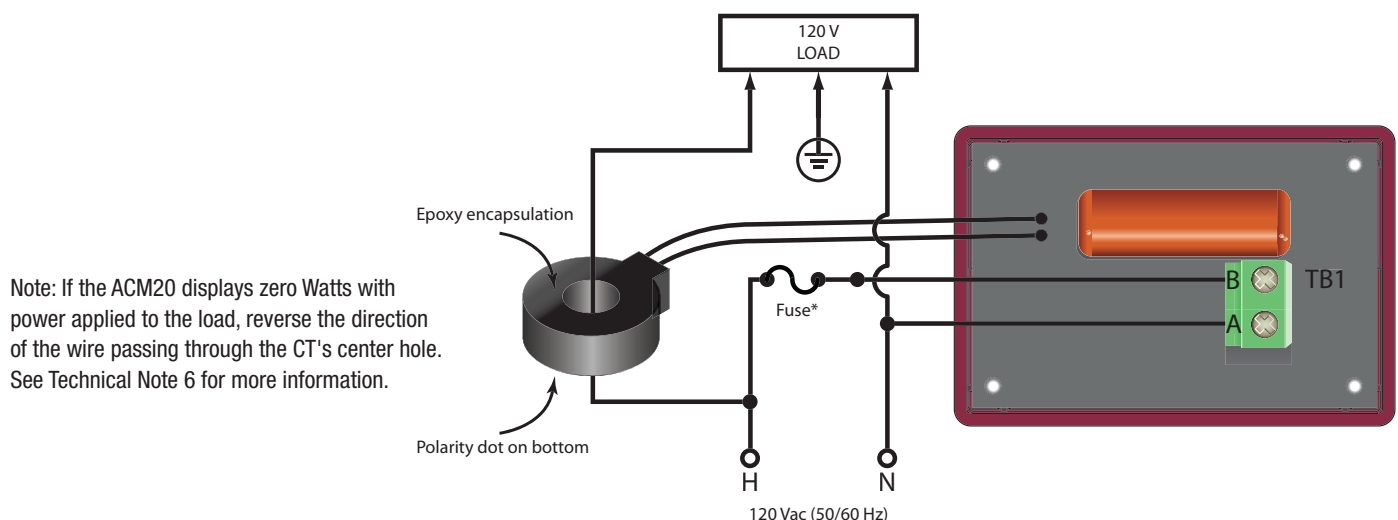 120 V
LOAD
Epoxy encapsulation
Note: If the ACM20 displays zero Watts with
power applied to the load, reverse the direction
of the wire passing through the CT's center hole.
See Technical Note 6 for more information.
Fuse*
B
TB1
A
Polarity dot on bottom
H
N
120 Vac (50/60 Hz)